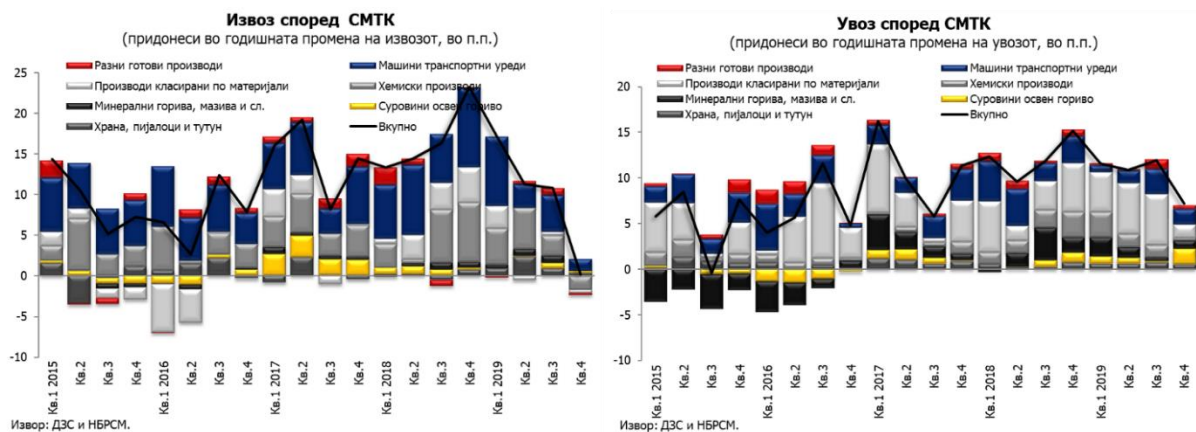 Извоз според СМТК
(придонеси во годишната промена на извозот, во п.п.)
25
20
15
10
5
0
-5
-10
Разни готови производи
Машини транспортни уреди
Производи класирани по материјали
Хемиски производи
Минерални горива, мазива и сл.
Суровини освен гориво
Храна, пијалоци и тутун
Вкупно
Кв.1 2015
Кв.2
Кв.3
Кв.4
Кв.1 2016
Кв.2
Кв.3
Кв.4
Кв.1 2017
Кв.2
Кв.3
Кв.4
Кв.1 2018
Кв.2
Кв.3
Кв.4
Кв.1 2019
Кв.2
Кв.3
Кв.4
Извор: ДЗС и НБРСМ.
Увоз според СМТК
(придонеси во годишната промена на увозот, во п.п.)
20
15
10
5
0
-5
-10
Разни готови производи
Машини транспортни уреди
Производи класирани по материјали
Хемиски производи
Минерални горива, мазива и сл.
Суровини освен гориво
Храна, пијалоци и тутун
Вкупно
Кв.1 2015
Кв.2
Кв.3
Кв.4
Кв.1 2016
Кв.2
Кв.3
Кв.4
Кв.1 2017
Кв.2
Кв.3
Кв.4
Кв.1 2018
Кв.2
Кв.3
Кв.4
Кв.1 2019
Кв.2
Кв.3
Кв.4
Извор: ДЗС и НБРСМ.